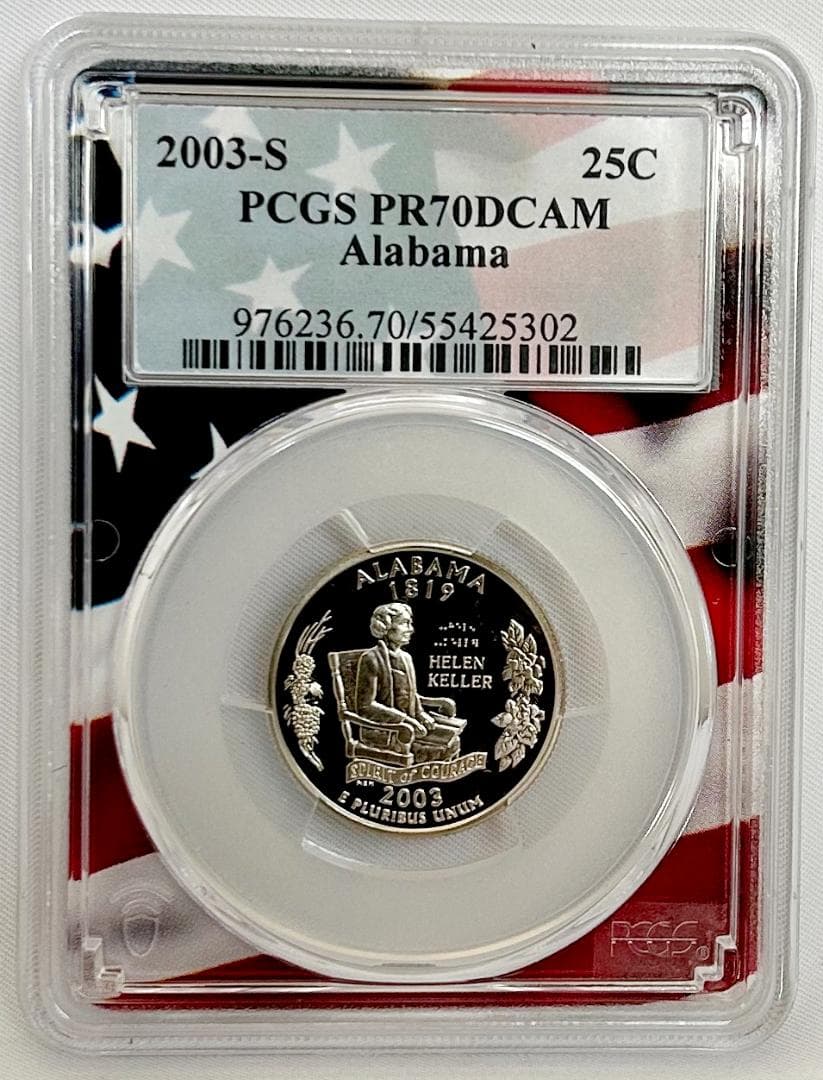 2003-S 25C
PCGS PR70DCAM
Alabama
976236.70/55425302
ALABAMA
1819
HELEN
KELLER
SPIRIT of COURAGE
2003
E PLURIBUS UNUM
PCGS®